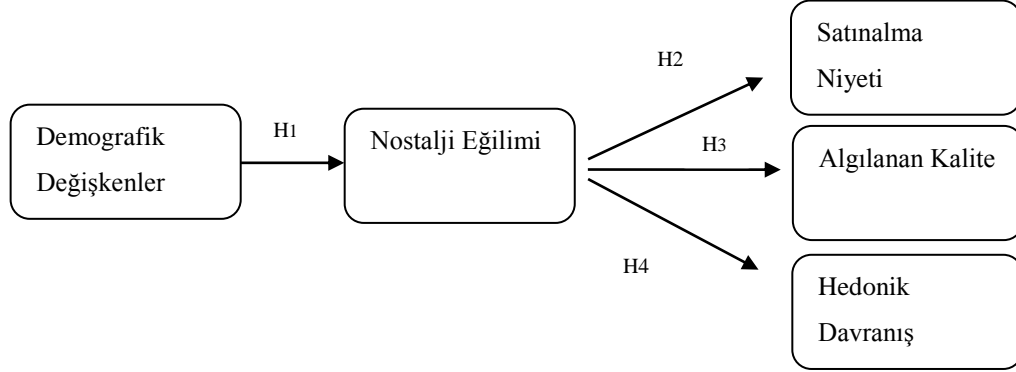 Demografik
Değişkenler
H1
Nostalji Eğilimi
H2
Satınalma
Niyeti
H3
Algılanan Kalite
H4
Hedonik
Davranış